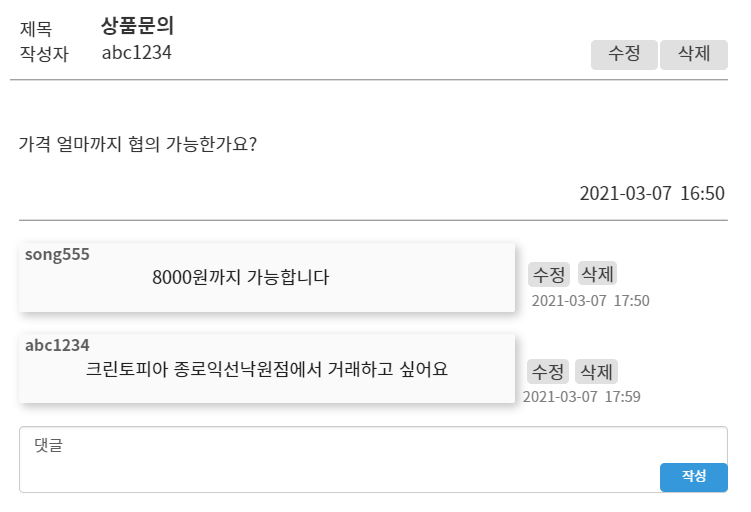 제목 상품문의
작성자 abc1234
수정 삭제
가격 얼마까지 협의 가능한가요?
2021-03-07 16:50
song555
8000원까지 가능합니다
수정 삭제
2021-03-07 17:50
abc1234
크린토피아 종로익선낙원점에서 거래하고 싶어요
수정 삭제
2021-03-07 17:59
댓글
작성